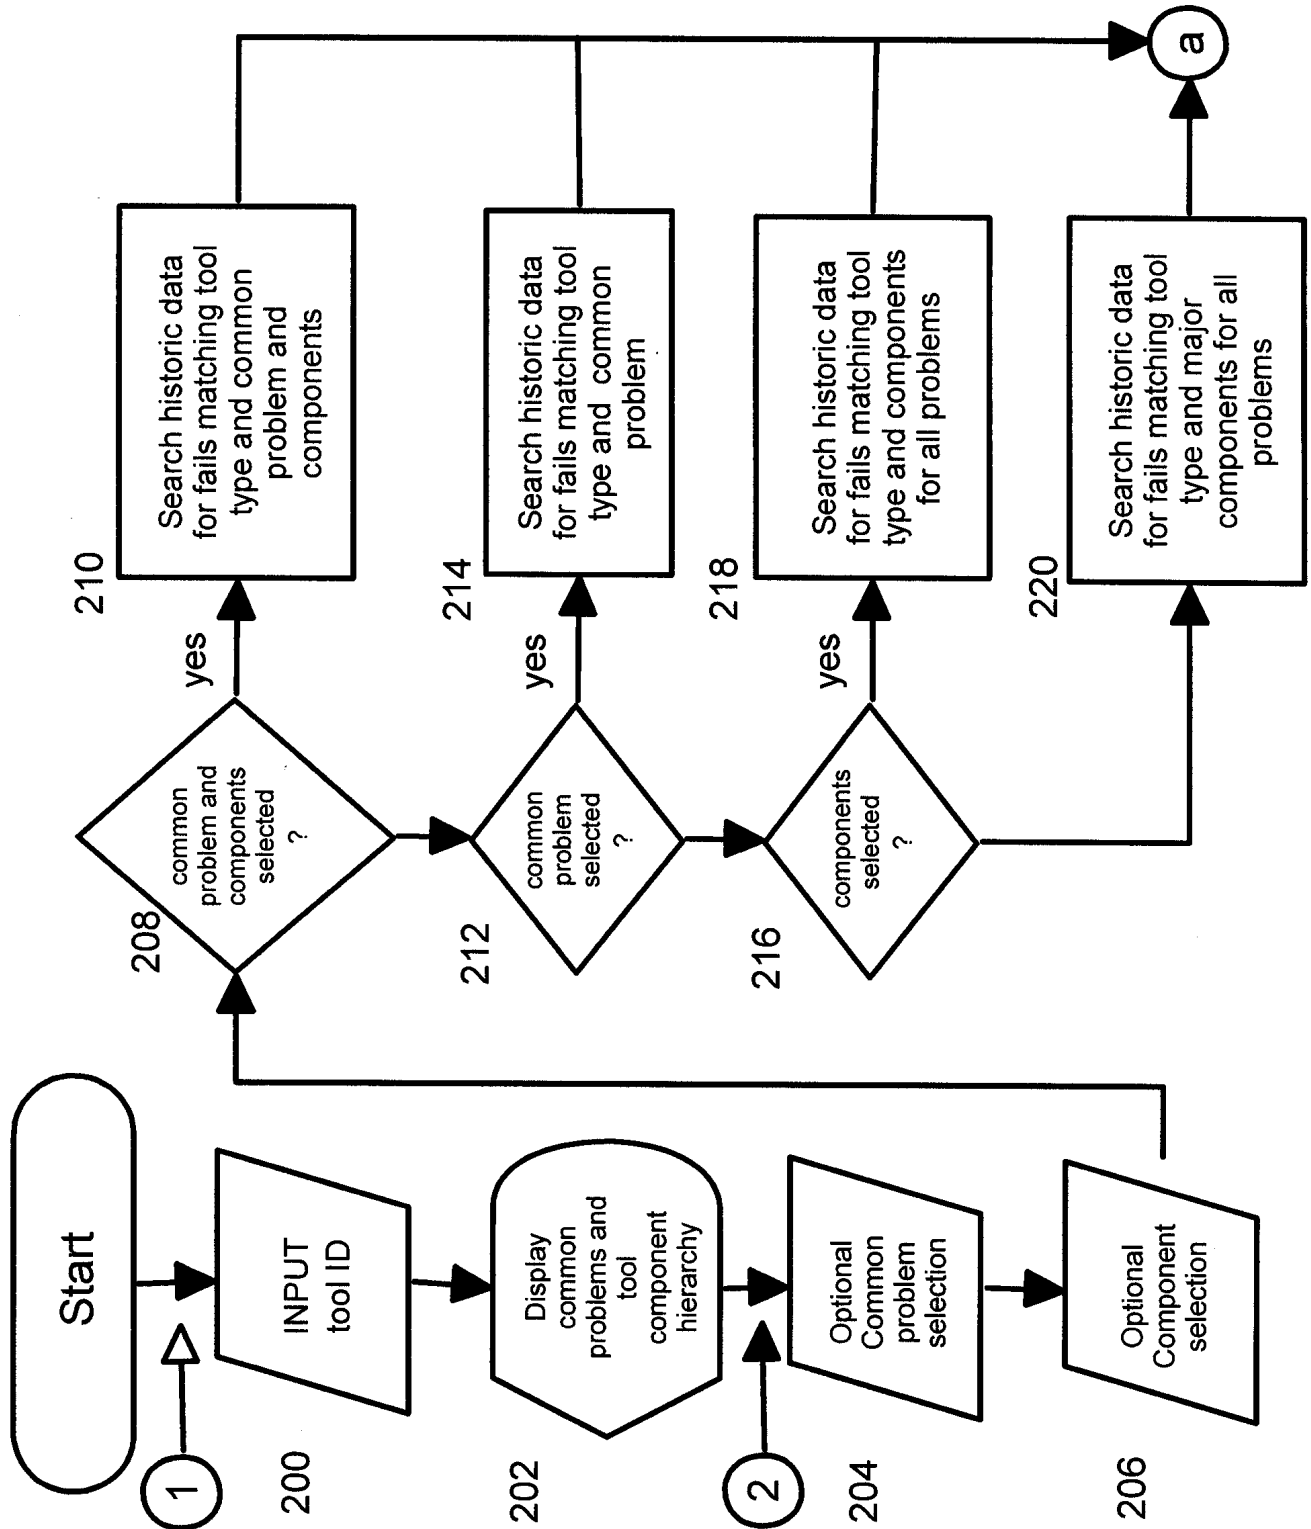 Start
1
200
INPUT
tool ID
202
Display
common
problems and
tool
component
hierarchy
2
204
Optional
Common
problem
selection
206
Optional
Component
selection
208
common
problem and
components
selected
?
yes
210
Search historic data
for fails matching tool
type and common
problem and
components
212
common
problem
selected
?
yes
214
Search historic data
for fails matching tool
type and common
problem
216
components
selected
?
yes
218
Search historic data
for fails matching tool
type and components
for all problems
220
Search historic data
for fails matching tool
type and major
components for all
problems
a